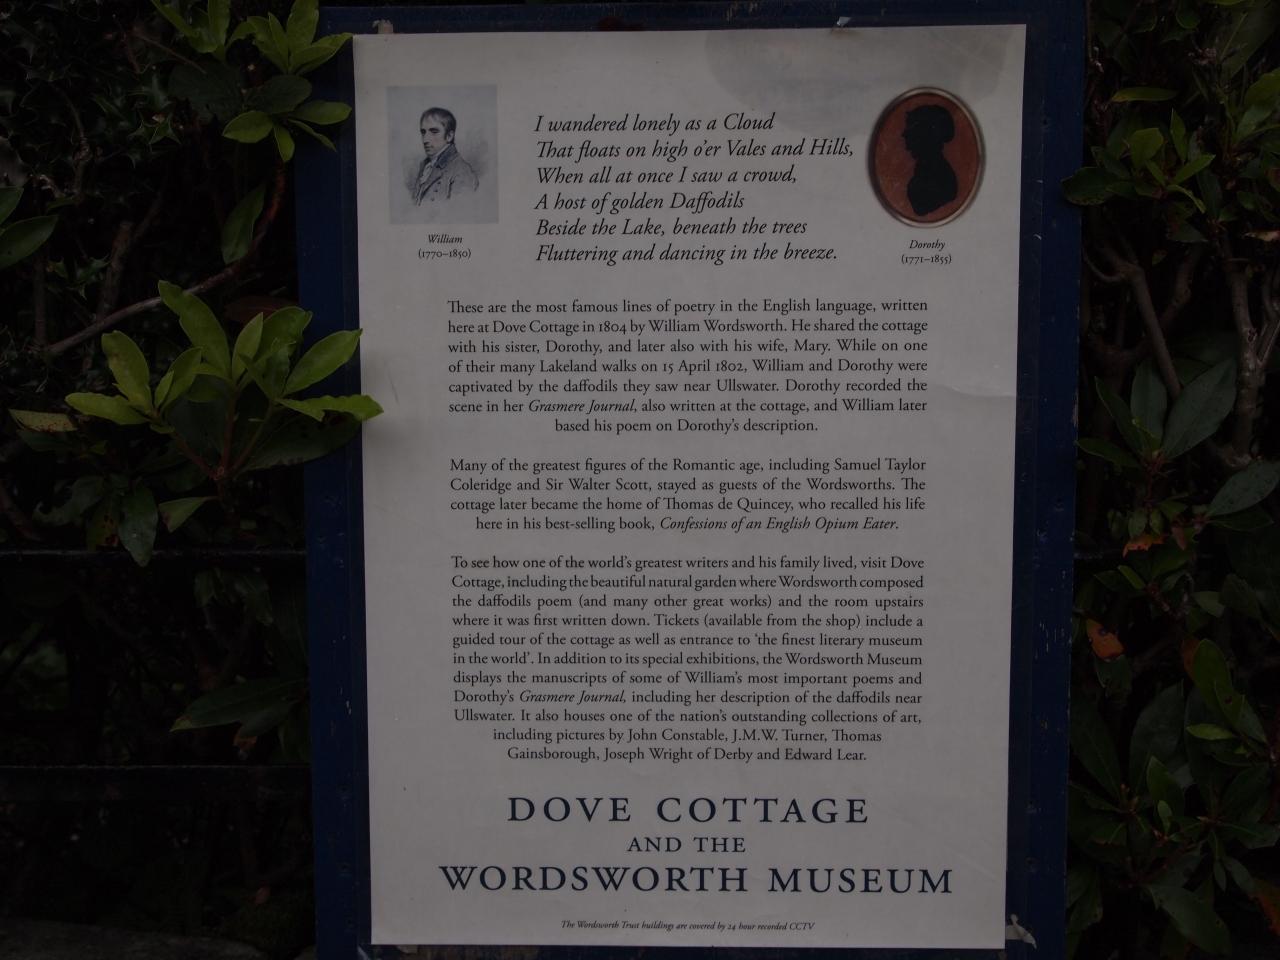 I wandered lonely as a Cloud
That floats on high o'er Vales and Hills,
When all at once I saw a crowd,
A host of golden Daffodils
Beside the Lake, beneath the trees
Fluttering and dancing in the breeze.
William
(1770–1850)
Dorothy
(1771–1855)
These are the most famous lines of poetry in the English language, written
here at Dove Cottage in 1804 by William Wordsworth. He shared the cottage
with his sister, Dorothy, and later also with his wife, Mary. While on one
of their many Lakeland walks on 15 April 1802, William and Dorothy were
captivated by the daffodils they saw near Ullswater. Dorothy recorded the
scene in her Grasmere Journal, also written at the cottage, and William later
based his poem on Dorothy's description.
Many of the greatest figures of the Romantic age, including Samuel Taylor
Coleridge and Sir Walter Scott, stayed as guests of the Wordsworths. The
cottage later became the home of Thomas de Quincey, who recalled his life
here in his best-selling book, Confessions of an English Opium Eater.
To see how one of the world's greatest writers and his family lived, visit Dove
Cottage, including the beautiful natural garden where Wordsworth composed
the daffodils poem (and many other great works) and the room upstairs
where it was first written down. Tickets (available from the shop) include a
guided tour of the cottage as well as entrance to 'the finest literary museum
in the world'. In addition to its special exhibitions, the Wordsworth Museum
displays the manuscripts of some of William's most important poems and
Dorothy's Grasmere Journal, including her description of the daffodils near
Ullswater. It also houses one of the nation's outstanding collections of art,
including pictures by John Constable, J.M.W. Turner, Thomas
Gainsborough, Joseph Wright of Derby and Edward Lear.
DOVE COTTAGE
AND THE
WORDSWORTH MUSEUM
The Wordsworth Trust buildings are covered by 24 hour recorded CCTV